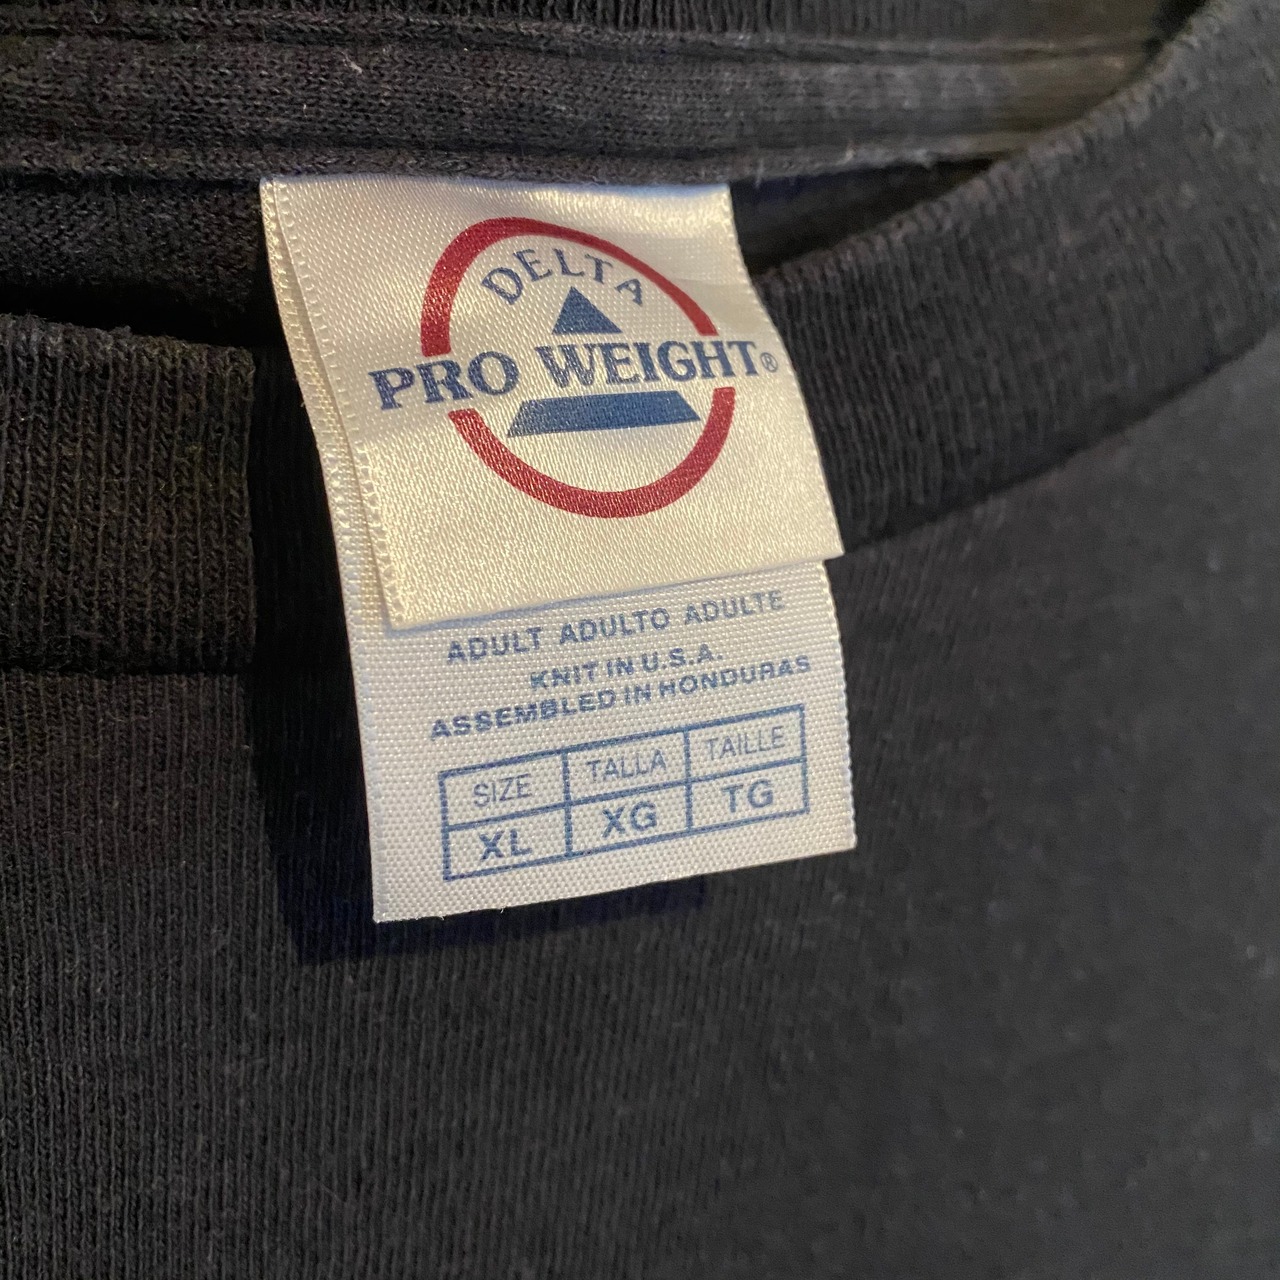 DELTA
PRO WEIGHT®
ADULT ADULTO ADULTE
KNIT IN U.S.A.
ASSEMBLED IN HONDURAS
SIZE TALLA TAILLE
XL XG TG